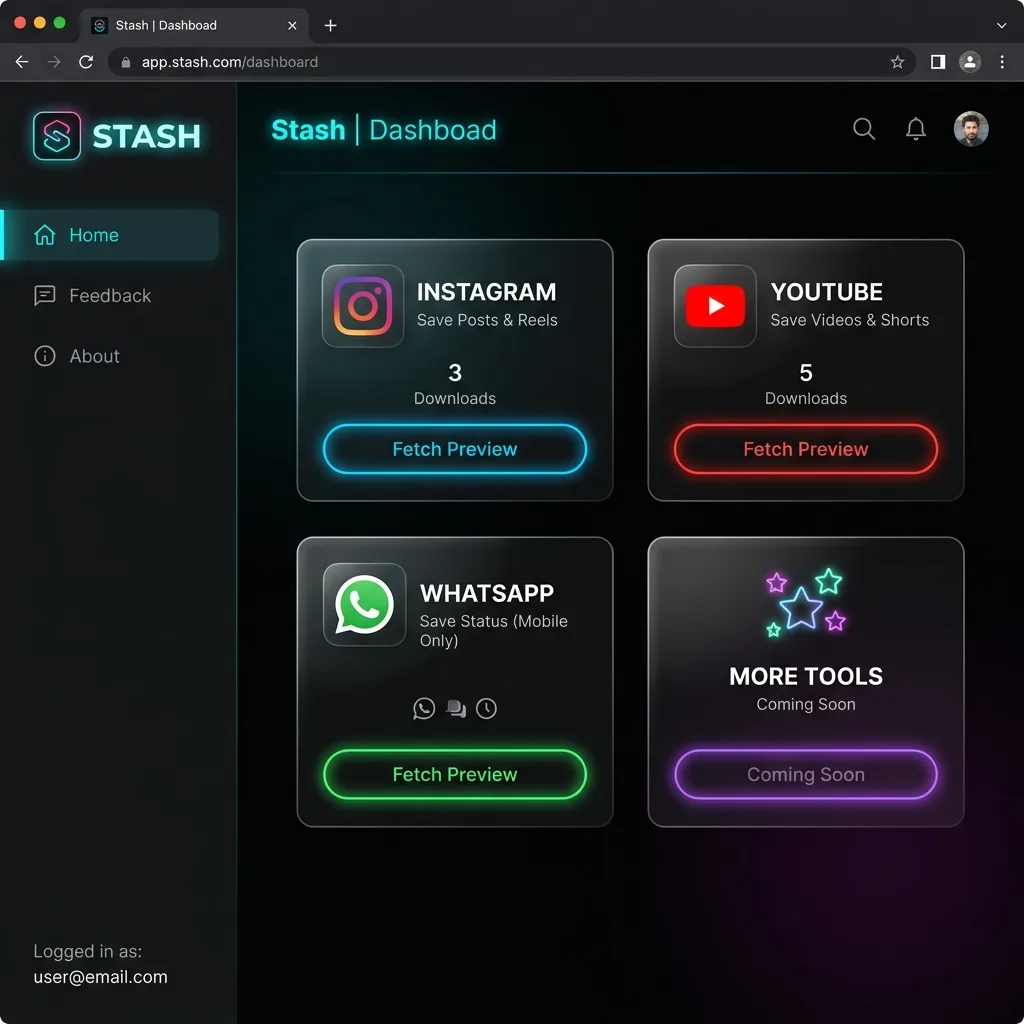 Stash | Dashboad
app.stash.com/dashboard
STASH
Stash | Dashboad
Home
Feedback
About
INSTAGRAM
Save Posts & Reels
3
Downloads
Fetch Preview
YOUTUBE
Save Videos & Shorts
5
Downloads
Fetch Preview
WHATSAPP
Save Status (Mobile
Only)
Fetch Preview
MORE TOOLS
Coming Soon
Coming Soon
Logged in as:
user@email.com